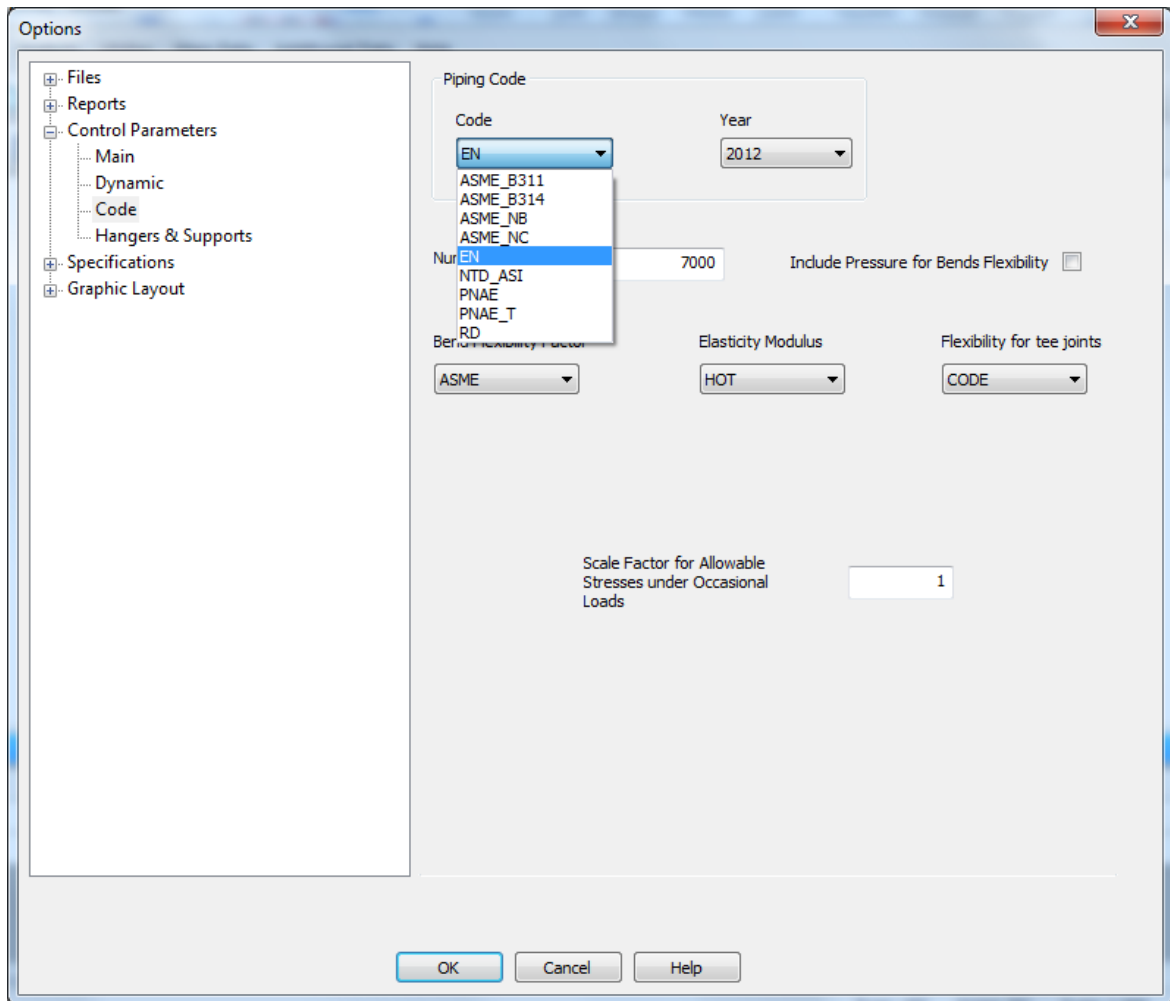 Options
Files
Reports
Control Parameters
Main
Dynamic
Code
Hangers & Supports
Specifications
Graphic Layout
Piping Code
Code Year
EN 2012
ASME_B311
ASME_B314
ASME_NB
ASME_NC
EN
NTD_ASI
PNAE
PNAE_T
RD
7000 Include Pressure for Bends Flexibility
Elasticity Modulus Flexibility for tee joints
ASME HOT CODE
Scale Factor for Allowable
Stresses under Occasional 1
Loads
OK Cancel Help